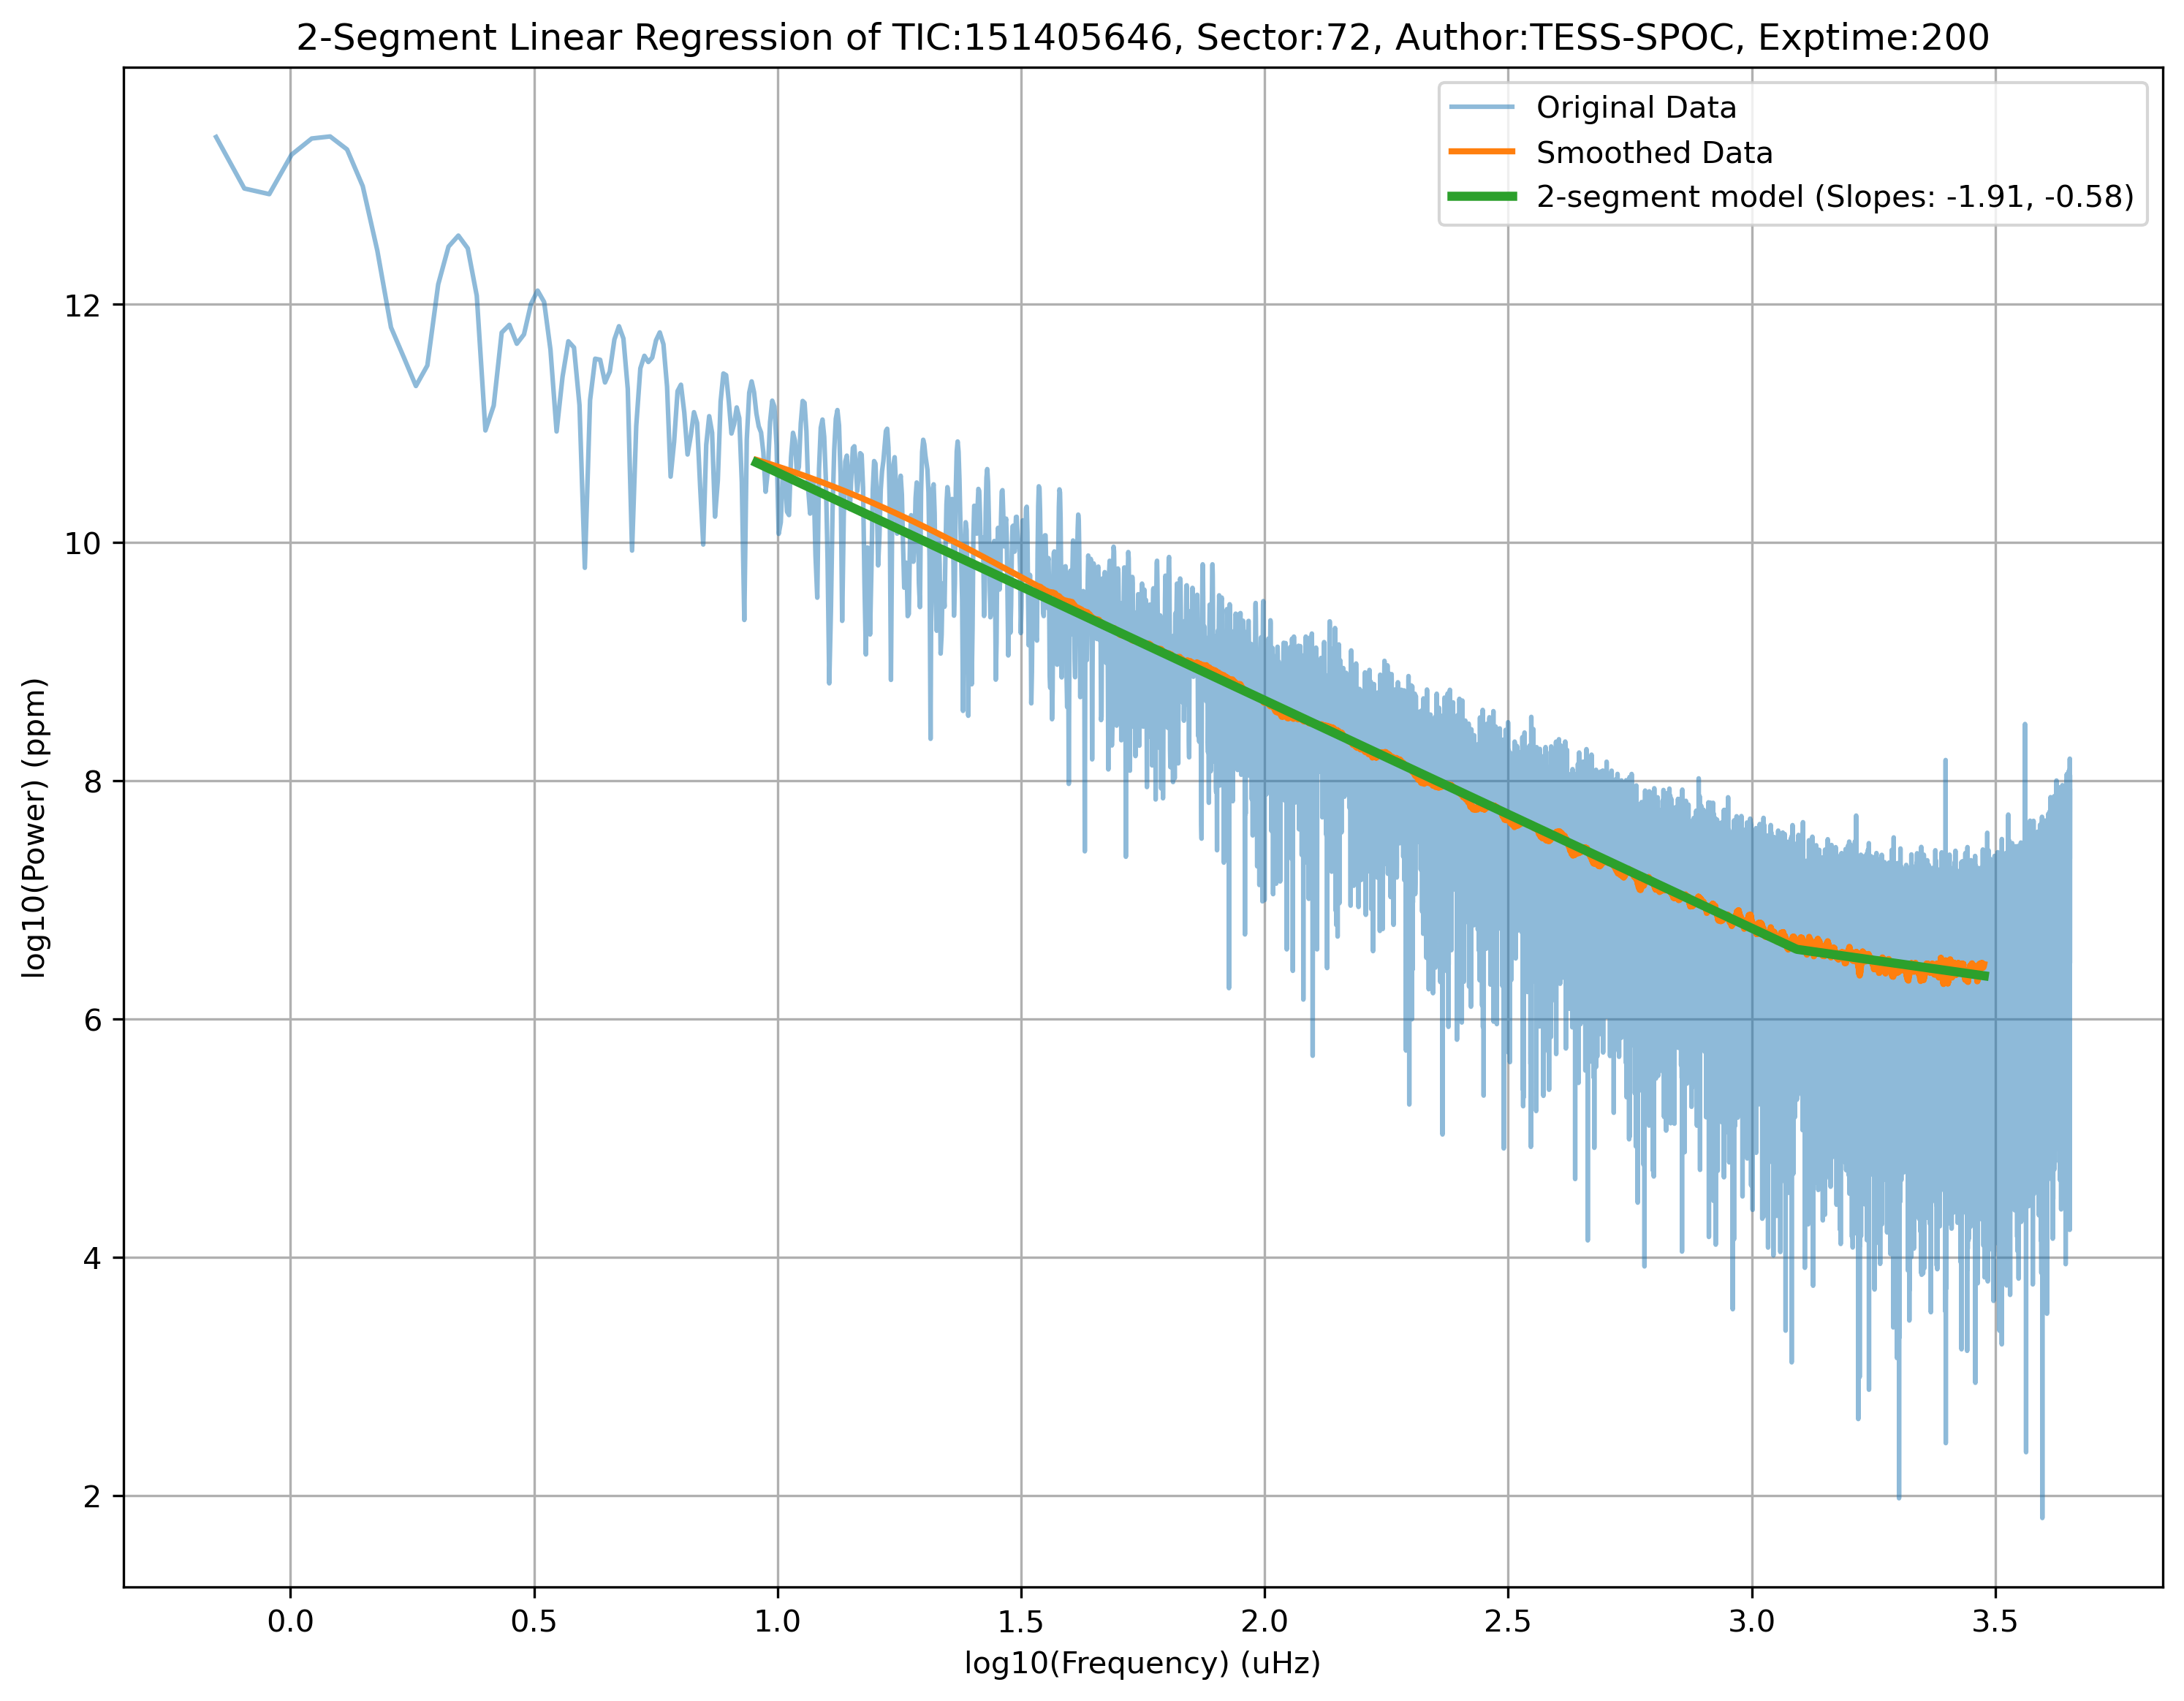 2-Segment Linear Regression of TIC:151405646, Sector:72, Author:TESS-SPOC, Exptime:200
Original Data
Smoothed Data
2-segment model (Slopes: -1.91, -0.58)
log10(Power) (ppm)
12
10
8
6
4
2
0.0 0.5 1.0 1.5 2.0 2.5 3.0 3.5
log10(Frequency) (uHz)